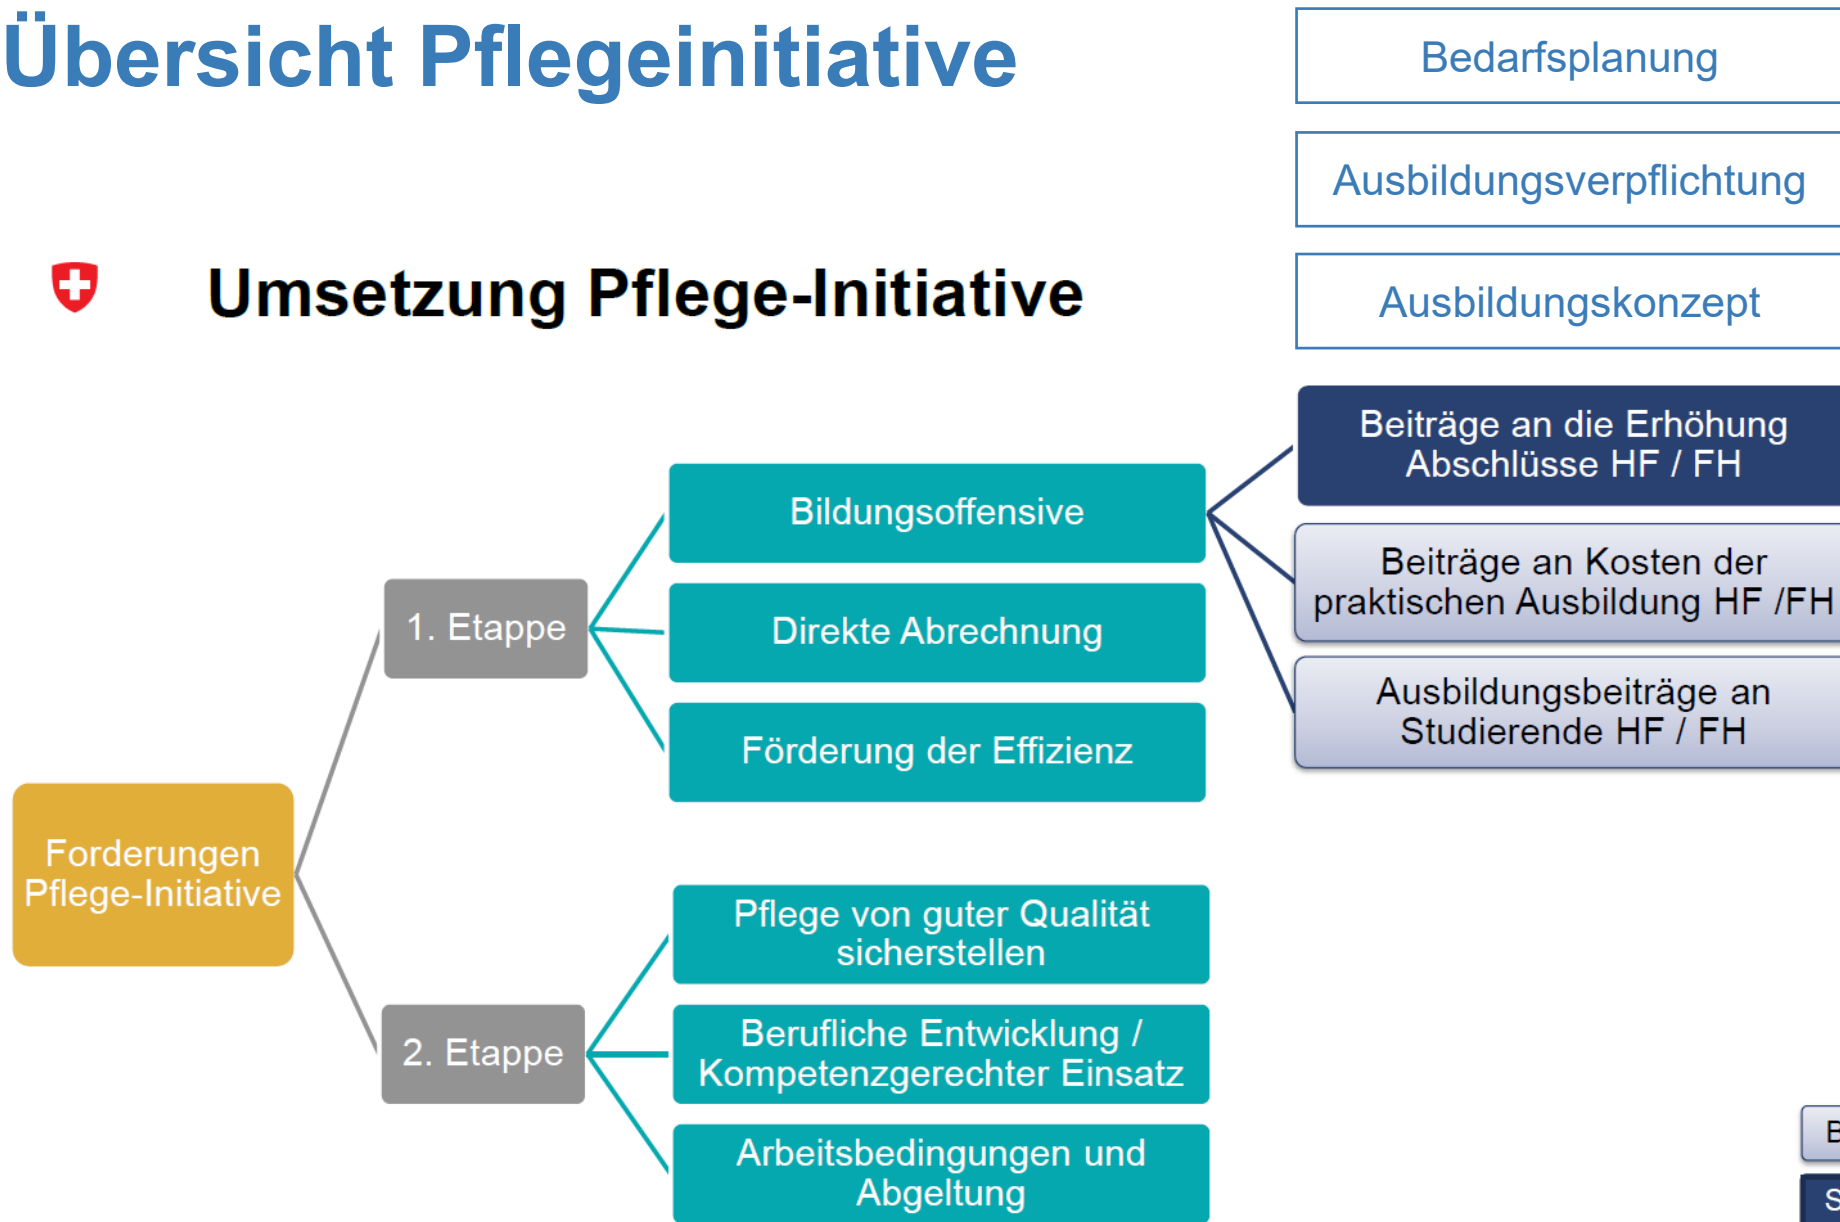 Übersicht Pflegeinitiative
Bedarfsplanung
Ausbildungsverpflichtung
Ausbildungskonzept
Umsetzung Pflege-Initiative
Beiträge an die Erhöhung
Abschlüsse HF / FH
Beiträge an Kosten der
praktischen Ausbildung HF /FH
Ausbildungsbeiträge an
Studierende HF / FH
Bildungsoffensive
1. Etappe
Direkte Abrechnung
Förderung der Effizienz
Forderungen
Pflege-Initiative
Pflege von guter Qualität
sicherstellen
2. Etappe
Berufliche Entwicklung /
Kompetenzgerechter Einsatz
Arbeitsbedingungen und
Abgeltung